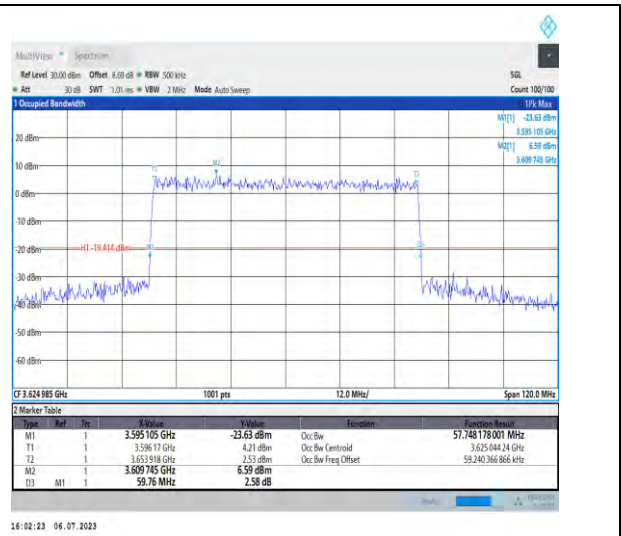 MultiView Spectrum
Ref Level 30.00 dBm Offset 8.69 dB RBW 500 kHz SGL
Att 30 dB SWT 1.01 ms VBW 2 MHz Mode Auto Sweep Count 100/100
1 Occupied Bandwidth 1Pk Max
M1[1] -23.63 dBm
3.595 105 GHz
M2[1] 6.59 dBm
3.609 745 GHz
20 dBm
10 dBm
0 dBm
-10 dBm
-20 dBm
-30 dBm
-40 dBm
-50 dBm
-60 dBm
T1
M2
T2
H1 -19.414 dBm
M1
D3
CF 3.624 985 GHz 1001 pts 12.0 MHz/ Span 120.0 MHz
2 Marker Table
Type Ref Trc X-Value Y-Value Function Function Result
M1 1 3.595 105 GHz -23.63 dBm Occ Bw 57.748 178 001 MHz
T1 1 3.596 17 GHz 4.21 dBm Occ Bw Centroid 3.625 044 24 GHz
T2 1 3.653 918 GHz 2.53 dBm Occ Bw Freq Offset 59.240 366 866 kHz
M2 1 3.609 745 GHz 6.59 dBm
D3 M1 1 59.76 MHz 2.58 dB
16:02:23 06.07.2023